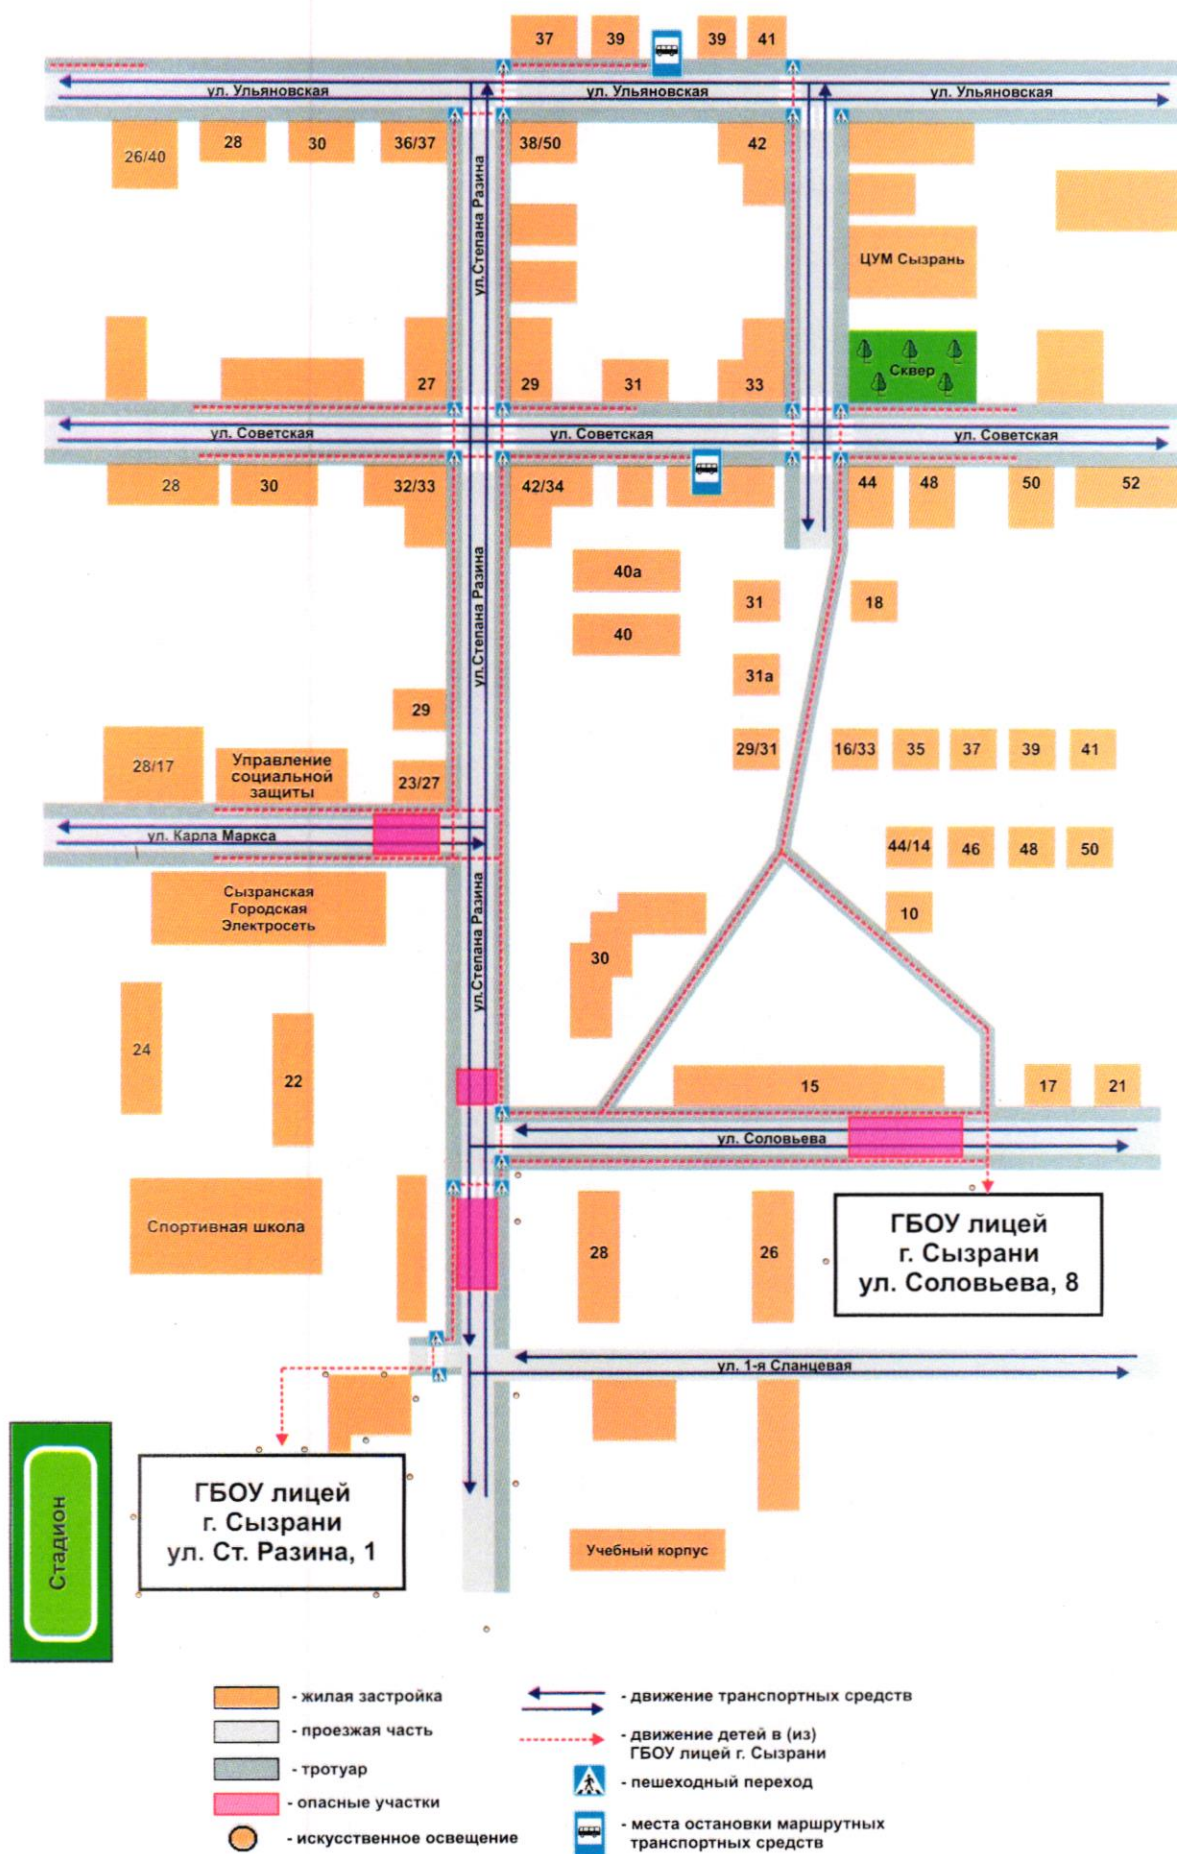 37
39
39
41
ул. Ульяновская
ул. Ульяновская
ул. Ульяновская
26/40
28
30
36/37
38/50
42
ул.Степана Разина
ЦУМ Сызрань
Сквер
27
29
31
33
ул. Советская
ул. Советская
ул. Советская
28
30
32/33
42/34
44
48
50
52
ул.Степана Разина
40а
31
18
40
31а
29
28/17
Управление
социальной
защиты
23/27
29/31
16/33
35
37
39
41
ул. Карла Маркса
44/14
46
48
50
Сызранская
Городская
Электросеть
10
ул.Степана Разина
30
24
22
15
17
21
ул. Соловьева
Спортивная школа
28
26
ГБОУ лицей
г. Сызрани
ул. Соловьева, 8
ул. 1-я Сланцевая
Стадион
ГБОУ лицей
г. Сызрани
ул. Ст. Разина, 1
Учебный корпус
- жилая застройка
- проезжая часть
- тротуар
- опасные участки
- искусственное освещение
- движение транспортных средств
- движение детей в (из)
ГБОУ лицей г. Сызрани
- пешеходный переход
- места остановки маршрутных
транспортных средств